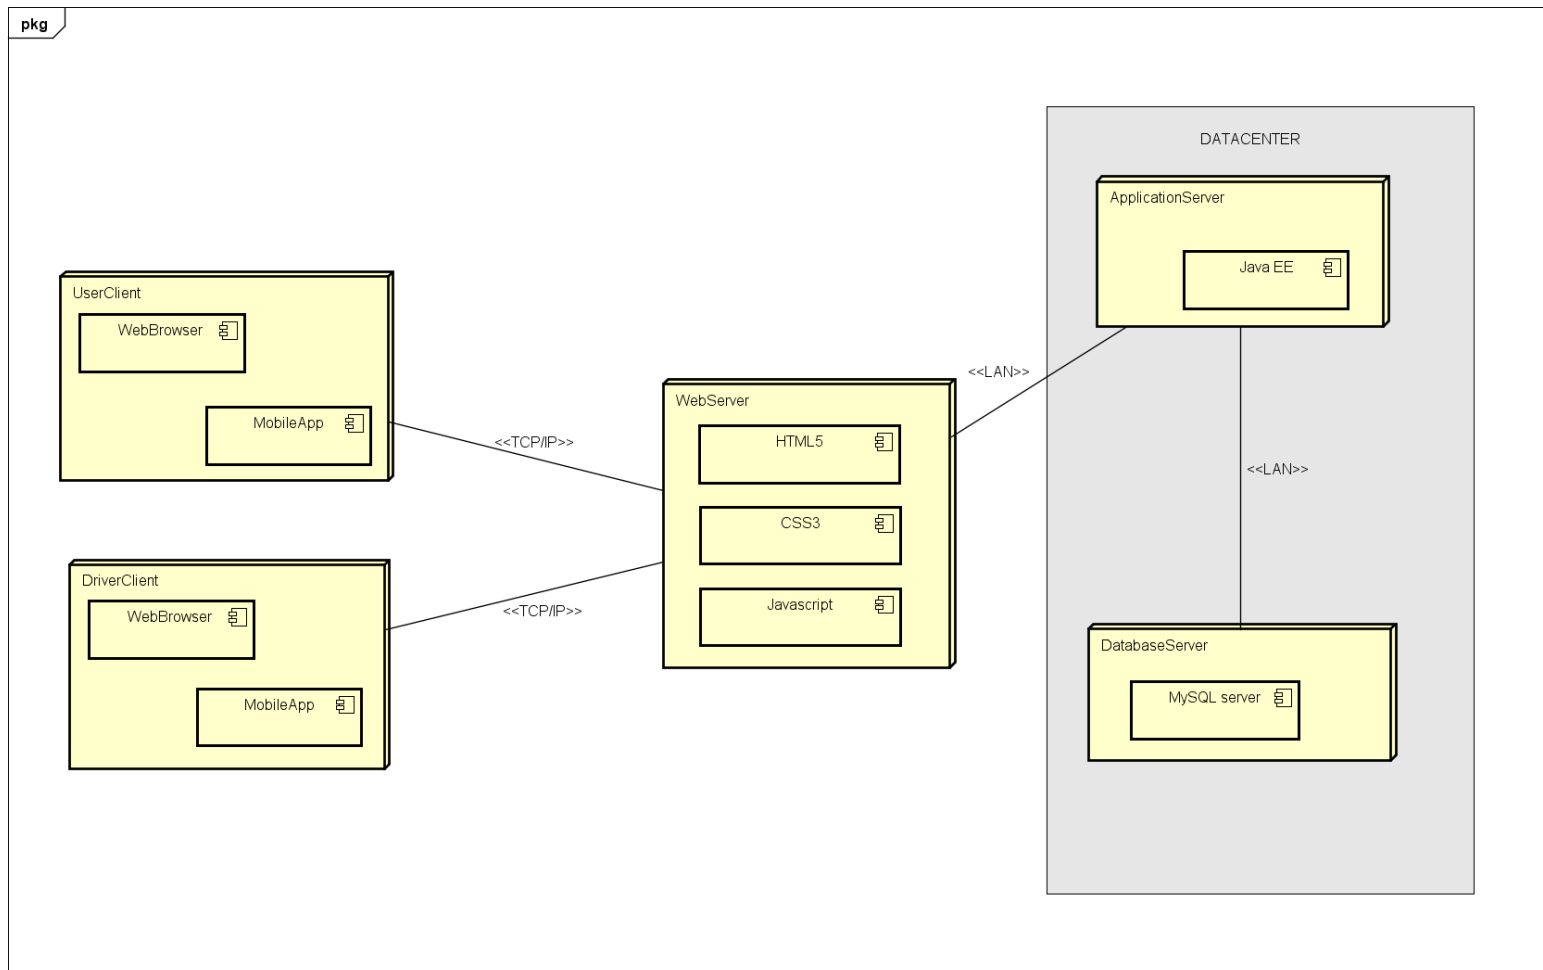 pkg
DATACENTER
ApplicationServer
Java EE
UserClient
WebBrowser
MobileApp
<<TCP/IP>>
<<LAN>>
WebServer
HTML5
CSS3
Javascript
<<LAN>>
DriverClient
WebBrowser
MobileApp
<<TCP/IP>>
DatabaseServer
MySQL server